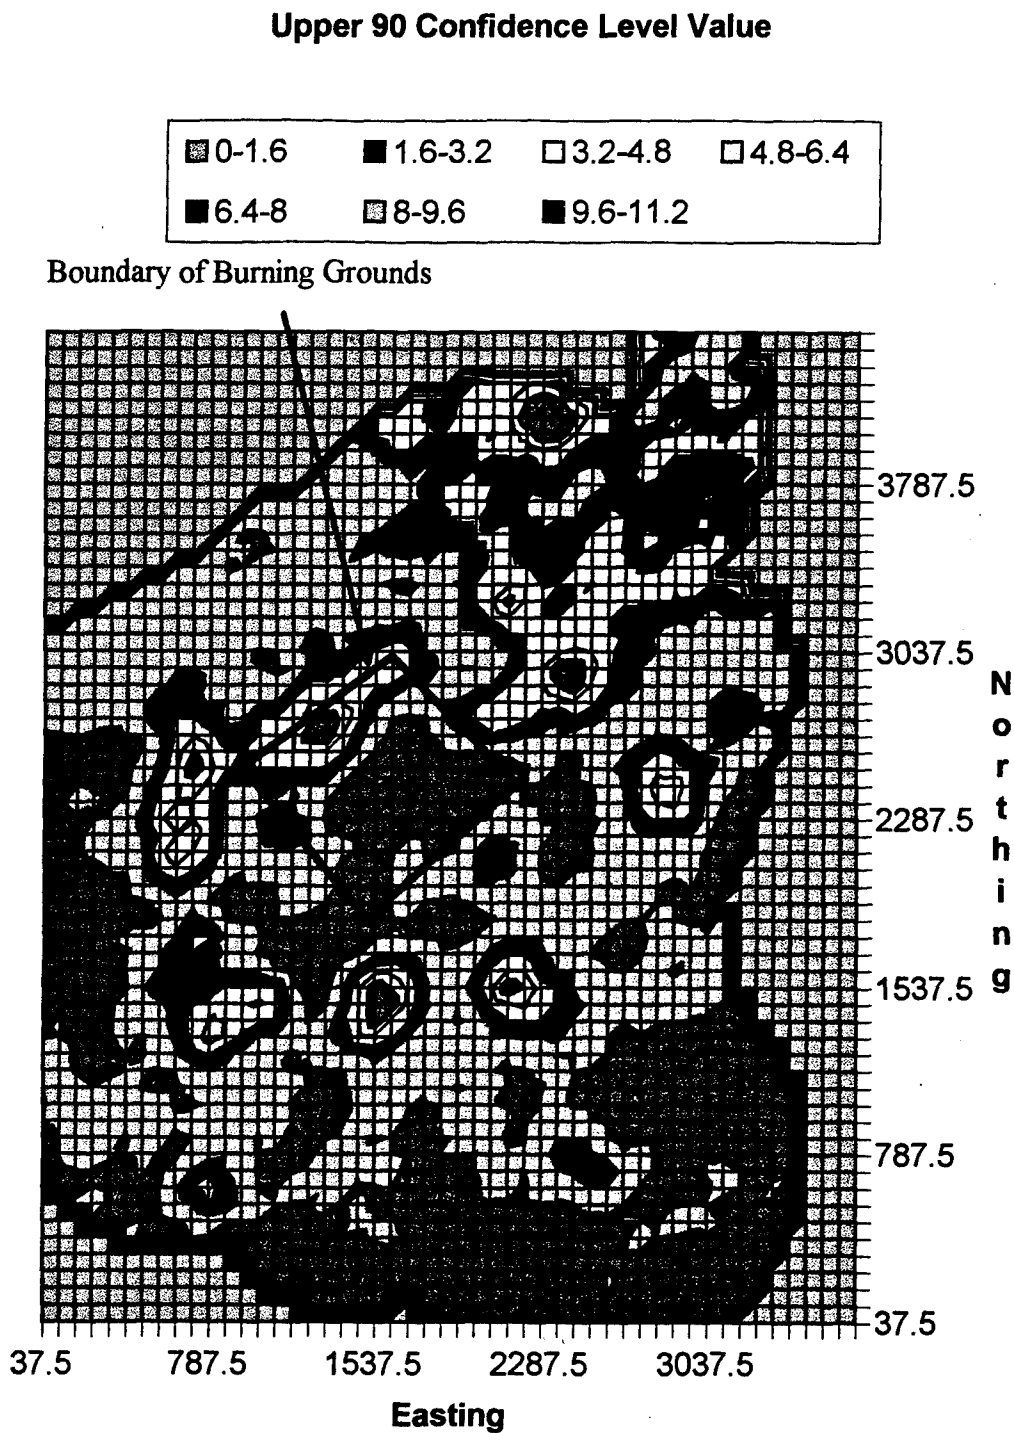 Upper 90 Confidence Level Value
0-1.6 1.6-3.2 3.2-4.8 4.8-6.4
6.4-8 8-9.6 9.6-11.2
Boundary of Burning Grounds
3787.5
3037.5
2287.5
1537.5
787.5
37.5
Northing
37.5 787.5 1537.5 2287.5 3037.5
Easting